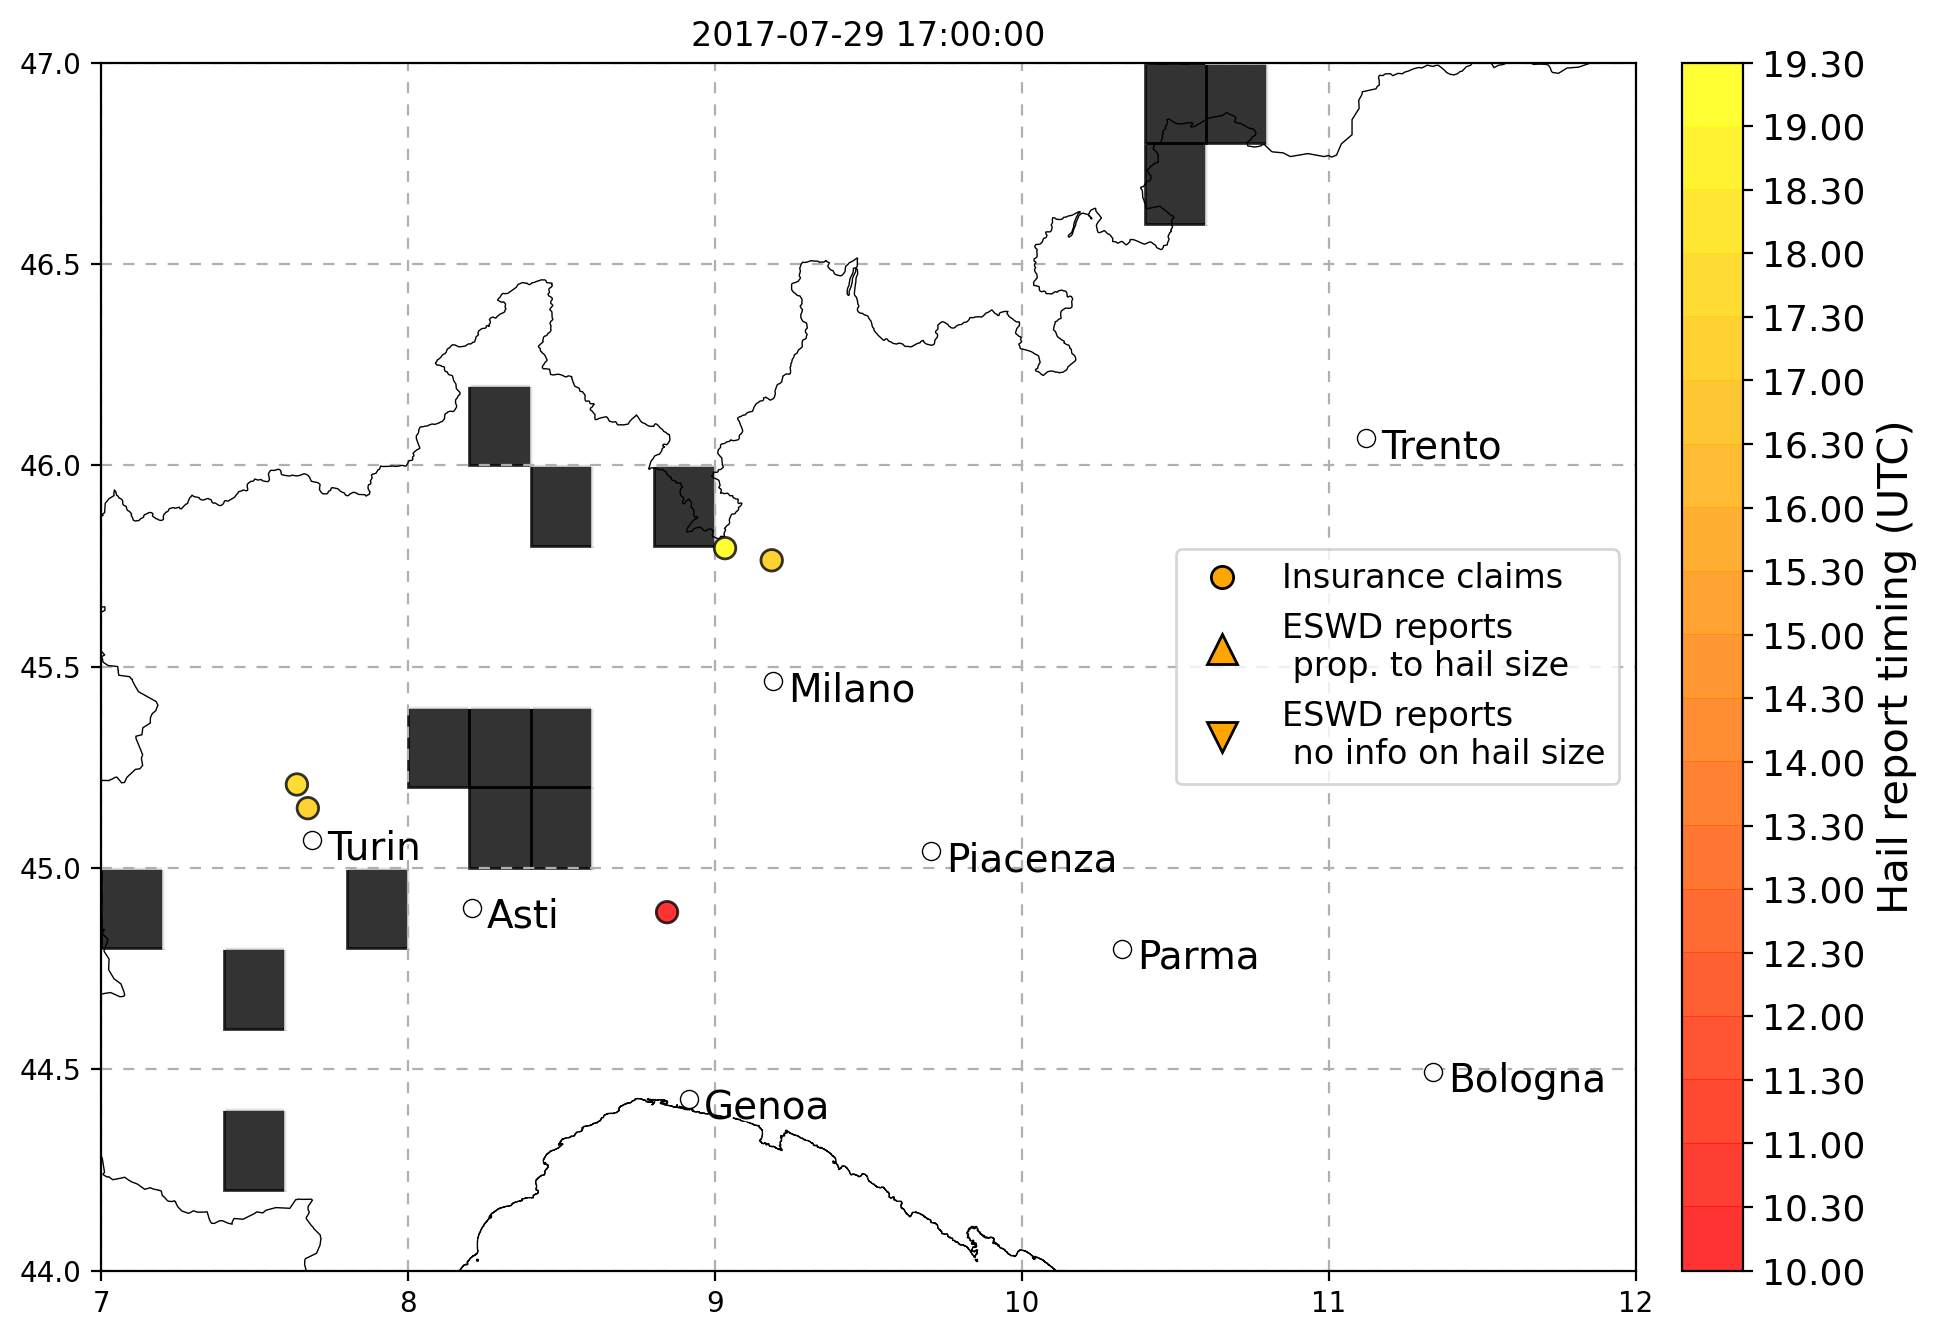 2017-07-29 17:00:00
47.0
46.5
46.0
45.5
45.0
44.5
44.0
7
8
9
10
11
12
Trento
Milano
Turin
Piacenza
Asti
Parma
Bologna
Genoa
Insurance claims
ESWD reports
prop. to hail size
ESWD reports
no info on hail size
19.30
19.00
18.30
18.00
17.30
17.00
16.30
16.00
15.30
15.00
14.30
14.00
13.30
13.00
12.30
12.00
11.30
11.00
10.30
10.00
Hail report timing (UTC)